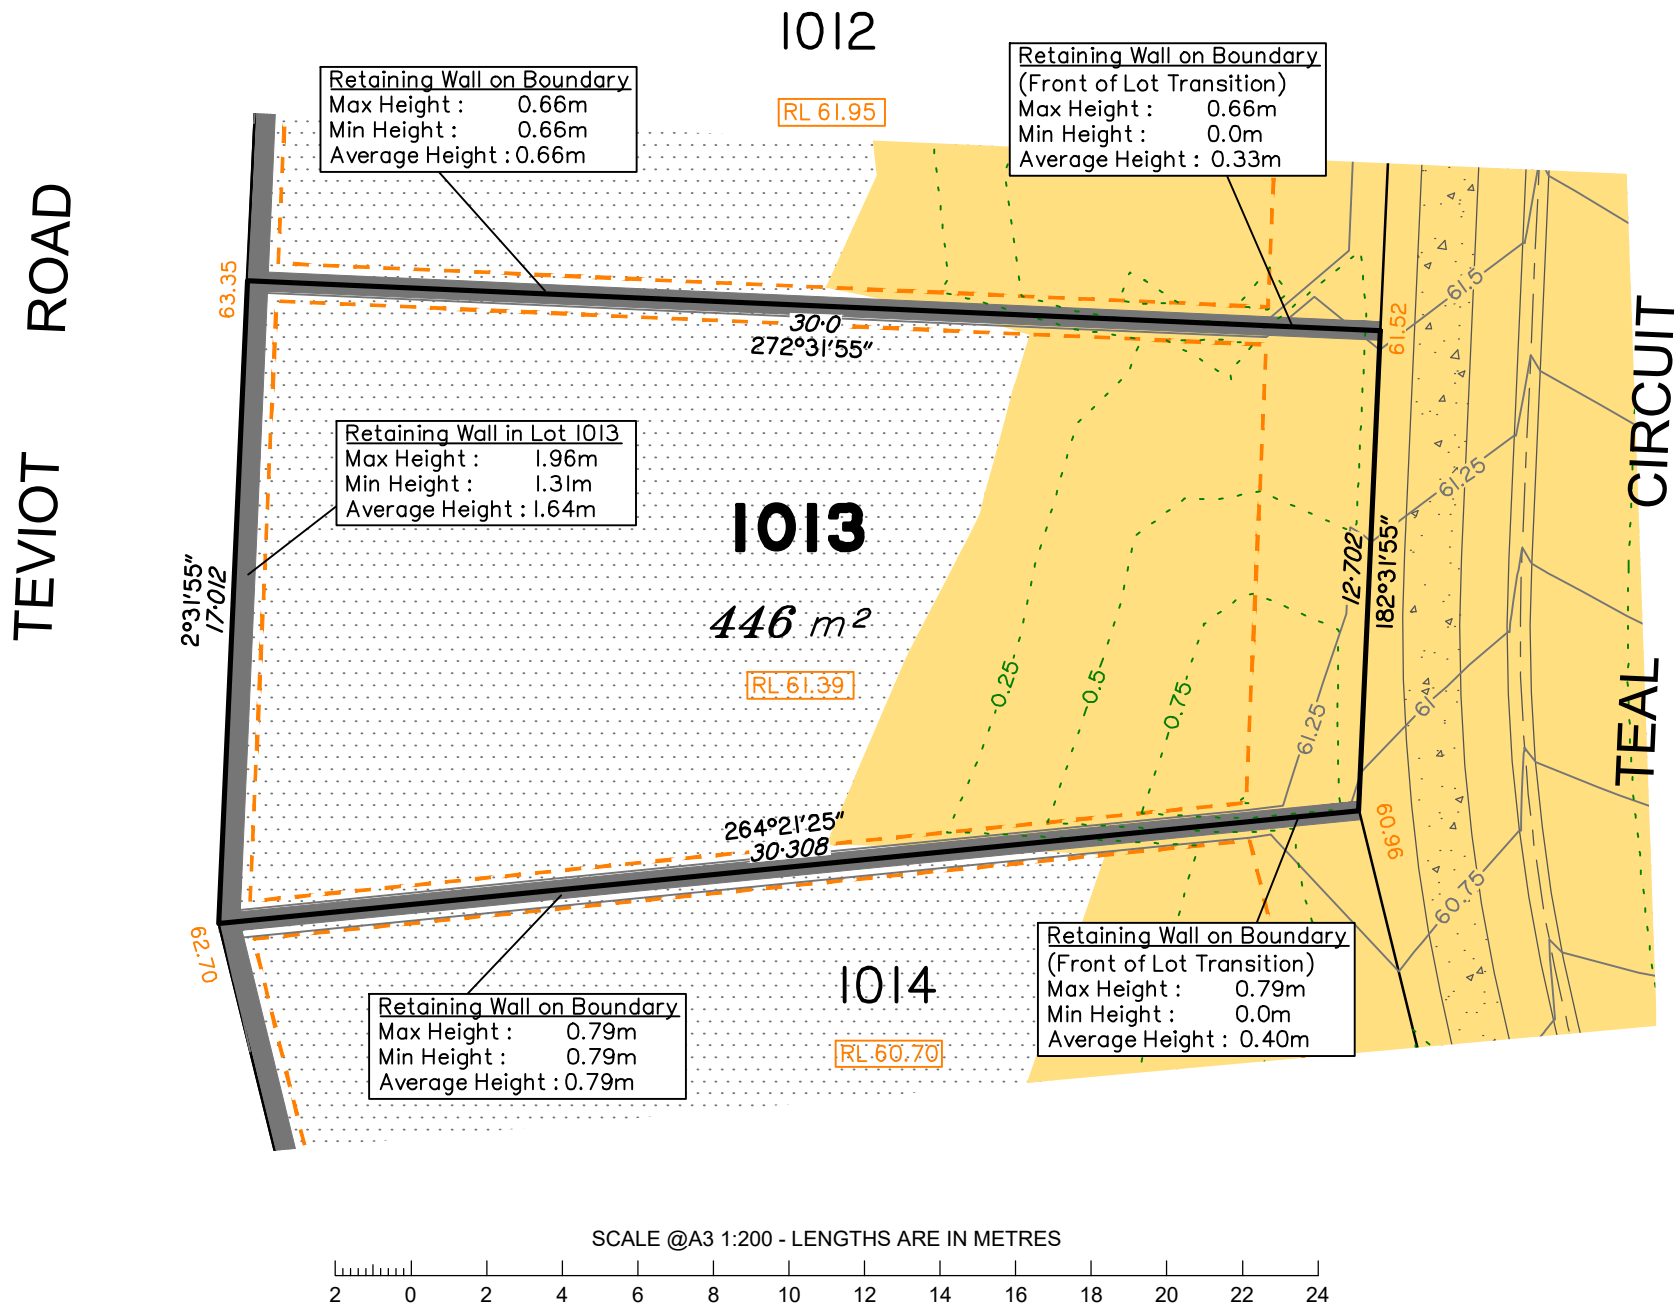 1012
Retaining Wall on Boundary
Max Height : 0.66m
Min Height : 0.66m
Average Height : 0.66m
RL 61.95
Retaining Wall on Boundary
(Front of Lot Transition)
Max Height : 0.66m
Min Height : 0.0m
Average Height : 0.33m
TEVIOT ROAD
63.35
30·0
272°31'55"
61.52
61.5
Retaining Wall in Lot 1013
Max Height : 1.96m
Min Height : 1.31m
Average Height : 1.64m
61.25
1013
446 m²
RL 61.39
2°31'55"
17·012
12·702
182°31'55"
0.25
0.5
0.75
61.25
61
TEAL CIRCUIT
264°21'25"
30·308
60.96
60.75
62.70
1014
RL 60.70
Retaining Wall on Boundary
Max Height : 0.79m
Min Height : 0.79m
Average Height : 0.79m
Retaining Wall on Boundary
(Front of Lot Transition)
Max Height : 0.79m
Min Height : 0.0m
Average Height : 0.40m
SCALE @A3 1:200 - LENGTHS ARE IN METRES
2 0 2 4 6 8 10 12 14 16 18 20 22 24